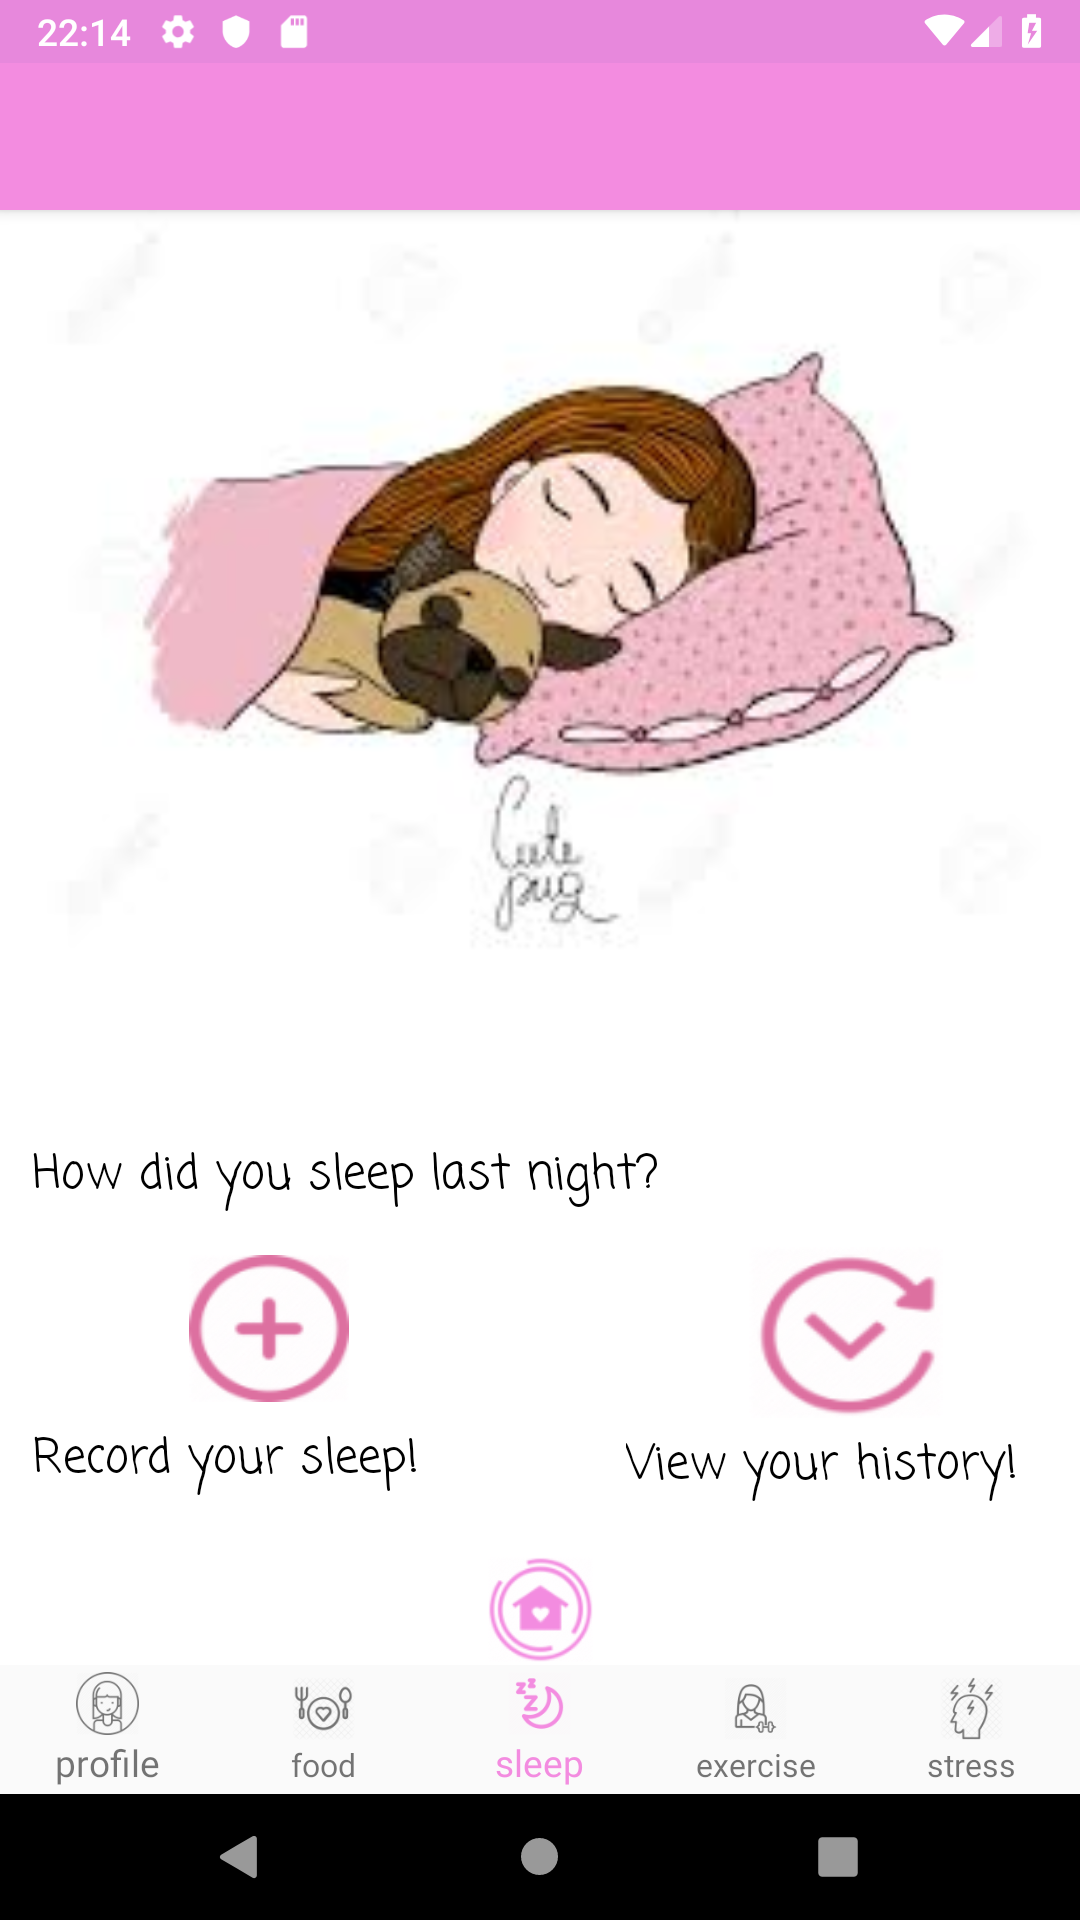 22:14
Cute
pug
How did you sleep last night?
Record your sleep!
View your history!
profile
food
sleep
exercise
stress